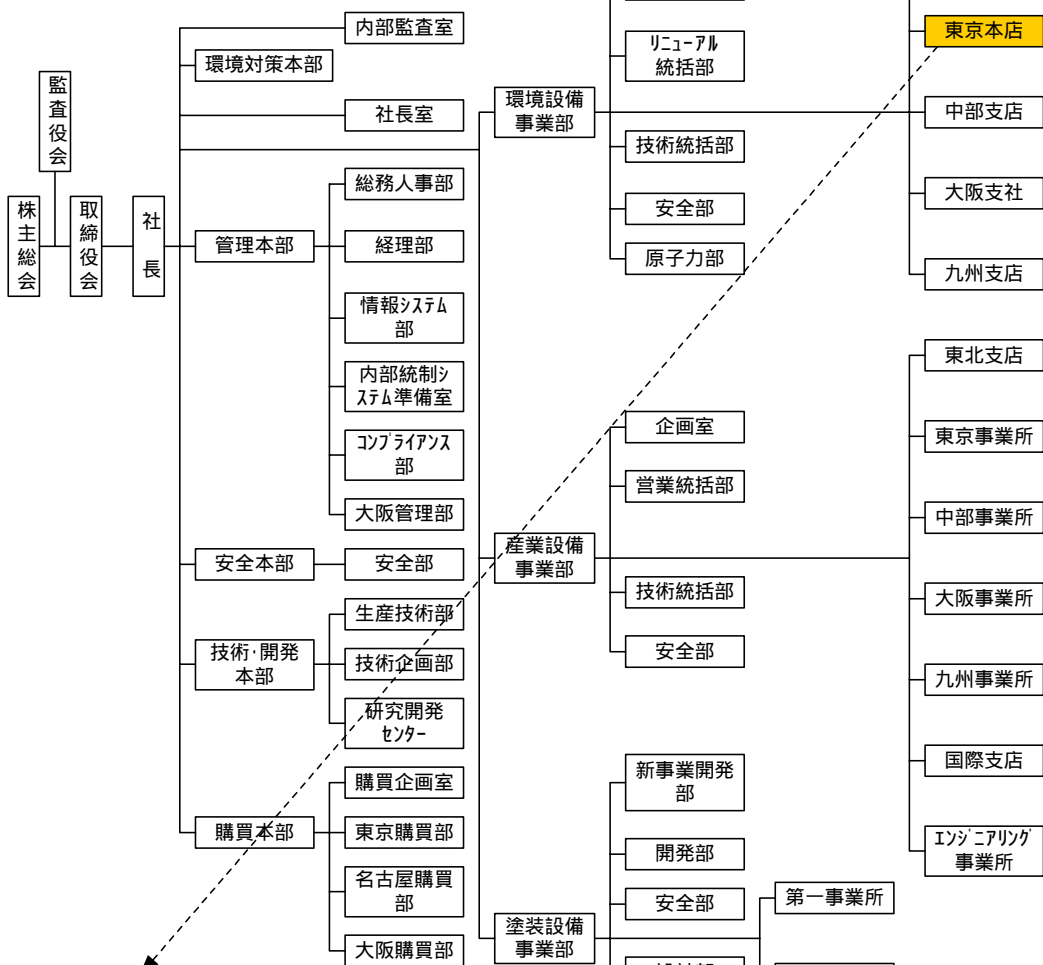 内部監査室
環境対策本部
社長室
監査役会
株主総会
取締役会
社長
管理本部
総務人事部
経理部
情報ｼｽﾃﾑ
部
内部統制ｼ
ｽﾃﾑ準備室
ｺﾝﾌﾟﾗｲｱﾝｽ
部
大阪管理部
安全本部
安全部
技術･開発
本部
生産技術部
技術企画部
研究開発
ｾﾝﾀｰ
購買本部
購買企画室
東京購買部
名古屋購買
部
大阪購買部
環境設備
事業部
ﾘﾆｭｰｱﾙ
統括部
技術統括部
安全部
原子力部
産業設備
事業部
企画室
営業統括部
技術統括部
安全部
塗装設備
事業部
新事業開発
部
開発部
安全部
第一事業所
東京本店
中部支店
大阪支社
九州支店
東北支店
東京事業所
中部事業所
大阪事業所
九州事業所
国際支店
ｴﾝｼﾞﾆｱﾘﾝｸﾞ
事業所